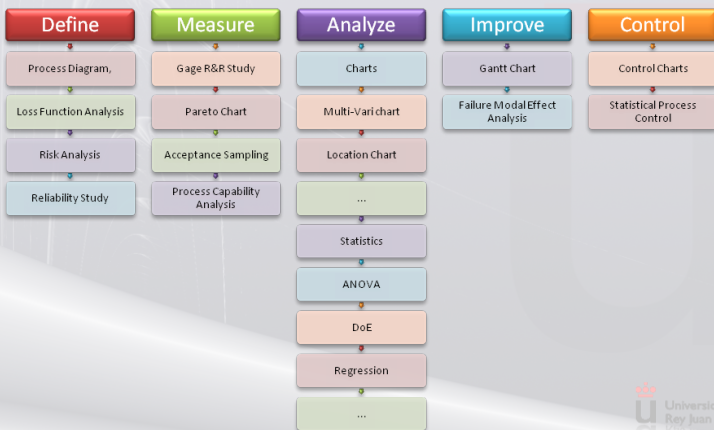 Define
Process Diagram,
Loss Function Analysis
Risk Analysis
Reliability Study
Measure
Gage R&R Study
Pareto Chart
Acceptance Sampling
Process Capability
Analysis
Analyze
Charts
Multi-Vari chart
Location Chart
...
Statistics
ANOVA
DoE
Regression
...
Improve
Gantt Chart
Failure Modal Effect
Analysis
Control
Control Charts
Statistical Process
Control
u
Rey Juan